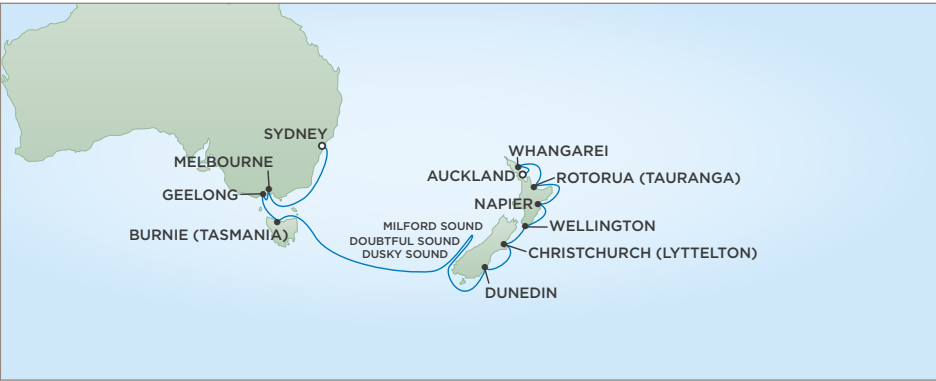 SYDNEY
MELBOURNE
GEELONG
BURNIE (TASMANIA)
MILFORD SOUND
DOUBTFUL SOUND
DUSKY SOUND
WHANGAREI
AUCKLAND
ROTORUA (TAURANGA)
NAPIER
WELLINGTON
CHRISTCHURCH (LYTTELTON)
DUNEDIN